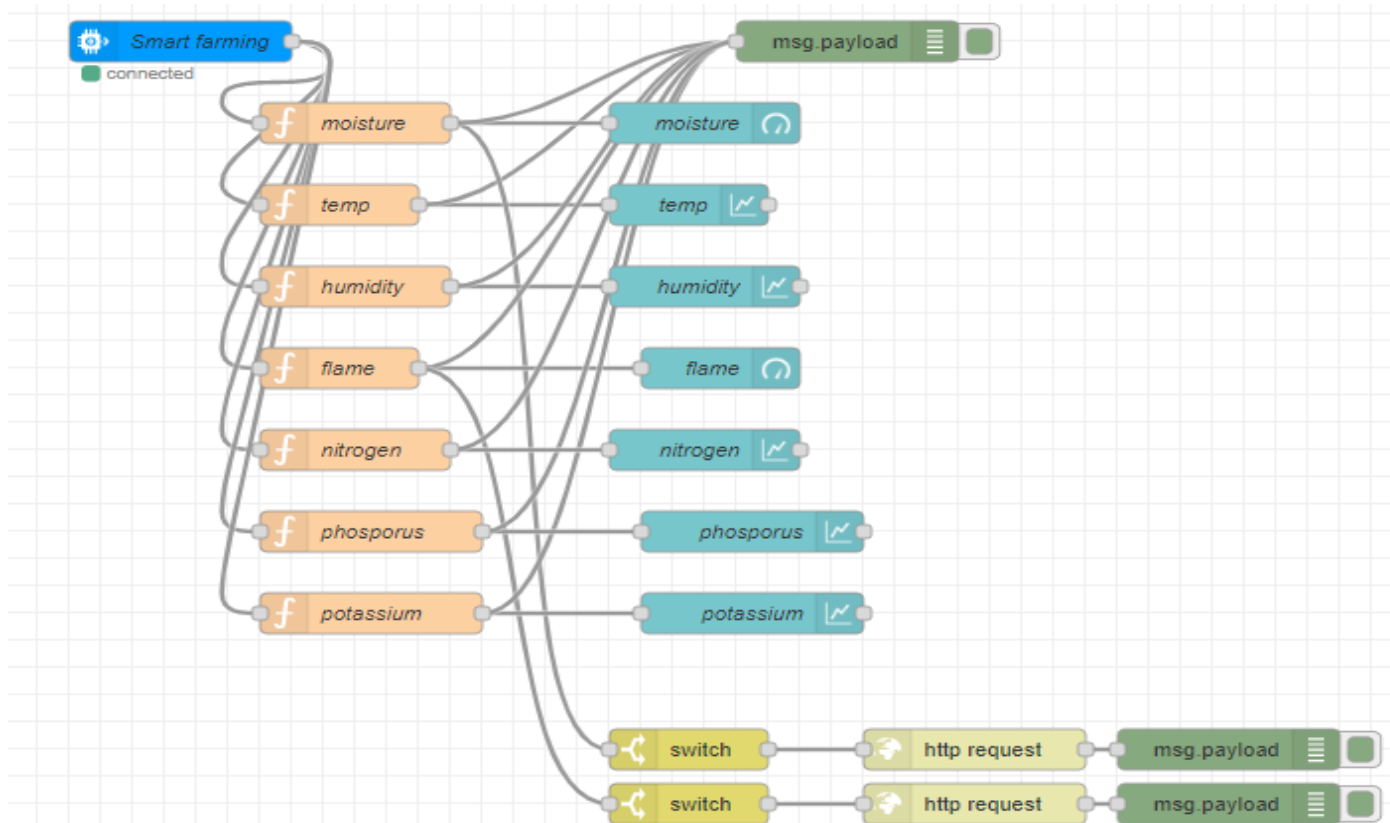 Smart farming
msg.payload
connected
moisture
moisture
temp
temp
humidity
humidity
flame
flame
nitrogen
nitrogen
phosporus
phosporus
potassium
potassium
switch
http request
msg.payload
switch
http request
msg.payload